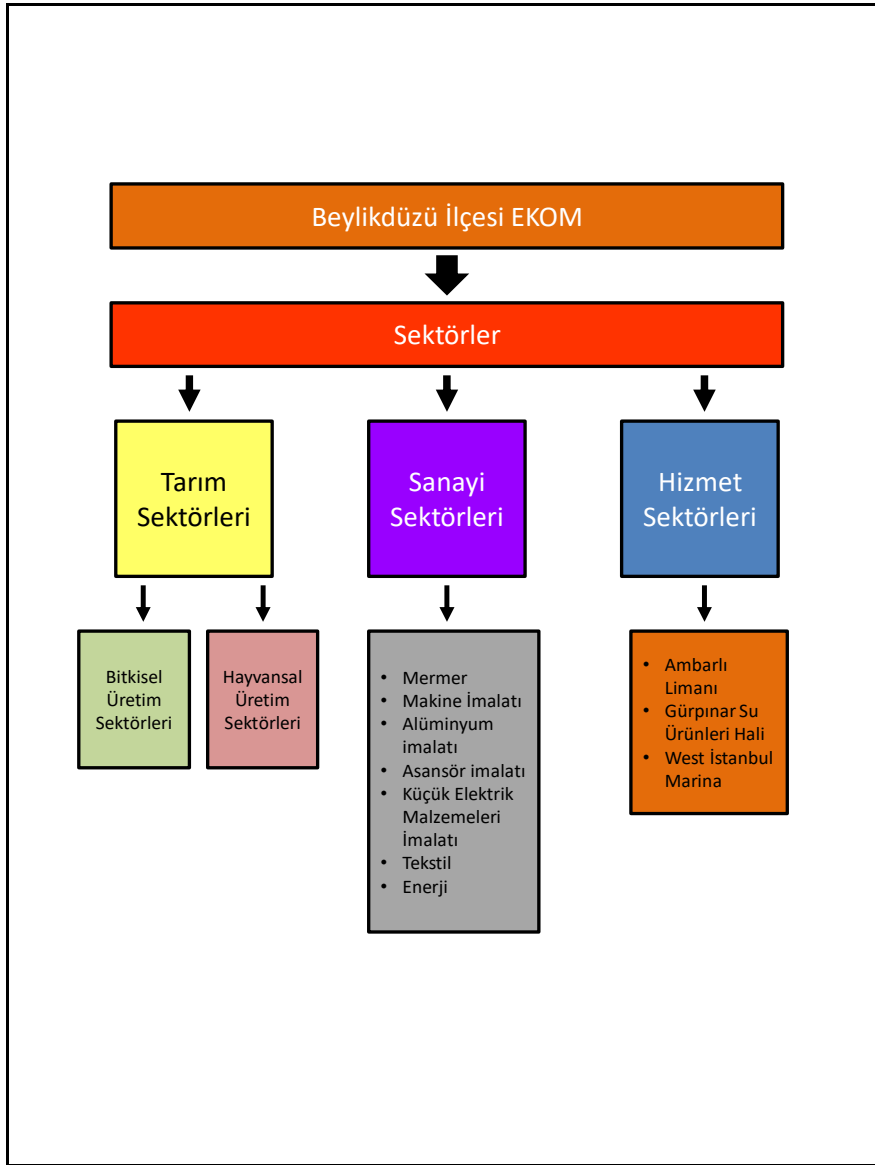 Beylikdüzü İlçesi EKOM
Sektörler
Tarım
Sektörleri
Sanayi
Sektörleri
Hizmet
Sektörleri
Bitkisel
Üretim
Sektörleri
Hayvansal
Üretim
Sektörleri
• Mermer
• Makine İmalatı
• Alüminyum
imalatı
• Asansör imalatı
• Küçük Elektrik
Malzemeleri
İmalatı
• Tekstil
• Enerji
• Ambarlı
Limanı
• Gürpınar Su
Ürünleri Hali
• West İstanbul
Marina